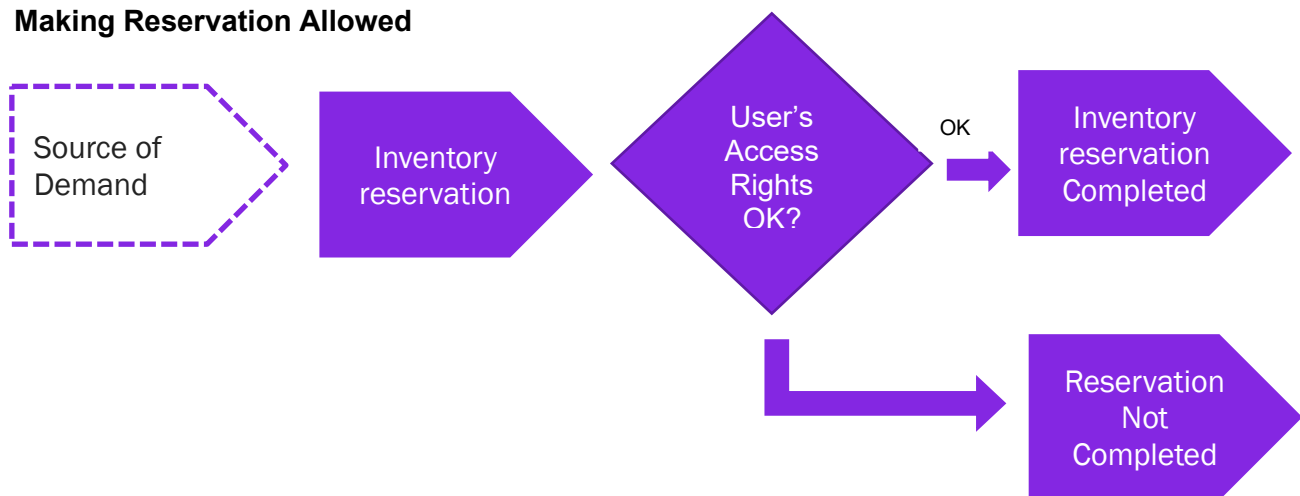 Making Reservation Allowed
Source of
Demand
Inventory
reservation
User’s
Access
Rights
OK?
OK
Inventory
reservation
Completed
Reservation
Not
Completed